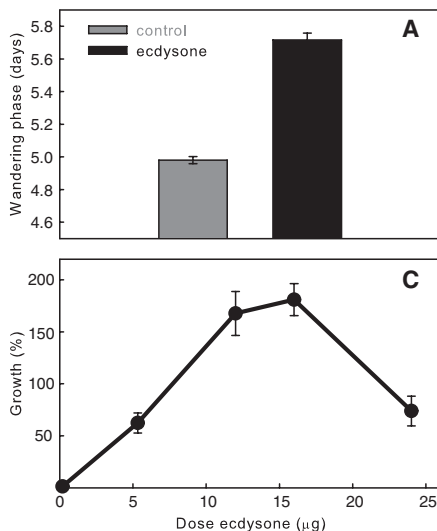 A
control
ecdysone
Wandering phase (days)
5.8
5.6
5.4
5.2
5.0
4.8
4.6
C
Growth (%)
200
150
100
50
0
5
10
15
20
25
Dose ecdysone (μg)